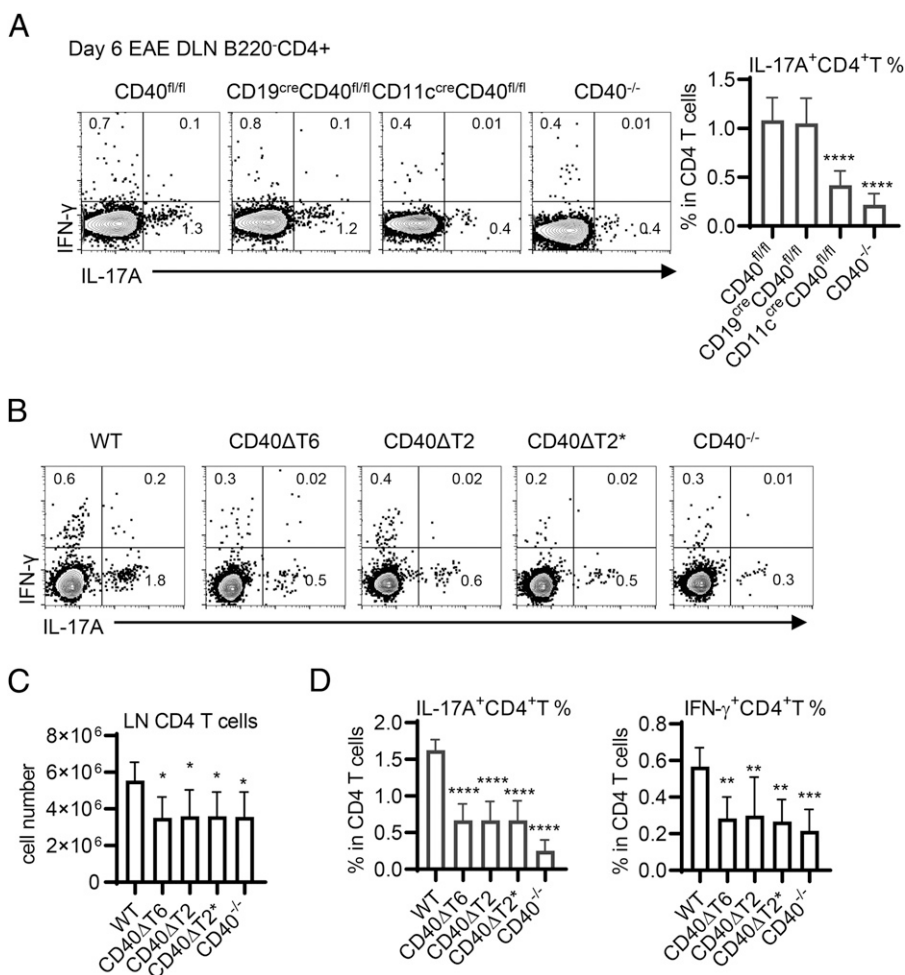 A
Day 6 EAE DLN B220⁻CD4+
CD40fl/fl
CD19creCD40fl/fl
CD11ccreCD40fl/fl
CD40-/-
0.7
0.1
1.3
0.8
0.1
1.2
0.4
0.01
0.4
0.4
0.01
0.4
IFN-γ
IL-17A
IL-17A+CD4+T %
% in CD4 T cells
1.5
1.0
0.5
0.0
****
****
CD40fl/fl
CD19creCD40fl/fl
CD11ccreCD40fl/fl
CD40-/-
B
WT
CD40ΔT6
CD40ΔT2
CD40ΔT2*
CD40-/-
0.6
0.2
1.8
0.3
0.02
0.5
0.4
0.02
0.6
0.2
0.02
0.5
0.3
0.01
0.3
IFN-γ
IL-17A
C
LN CD4 T cells
cell number
8×10⁶
6×10⁶
4×10⁶
2×10⁶
0
*
*
*
*
WT
CD40ΔT6
CD40ΔT2
CD40ΔT2*
CD40-/-
D
IL-17A+CD4+T %
% in CD4 T cells
2.0
1.5
1.0
0.5
0.0
****
****
****
****
WT
CD40ΔT6
CD40ΔT2
CD40ΔT2*
CD40-/-
IFN-γ+CD4+T %
% in CD4 T cells
0.8
0.6
0.4
0.2
0.0
**
**
**
***
WT
CD40ΔT6
CD40ΔT2
CD40ΔT2*
CD40-/-